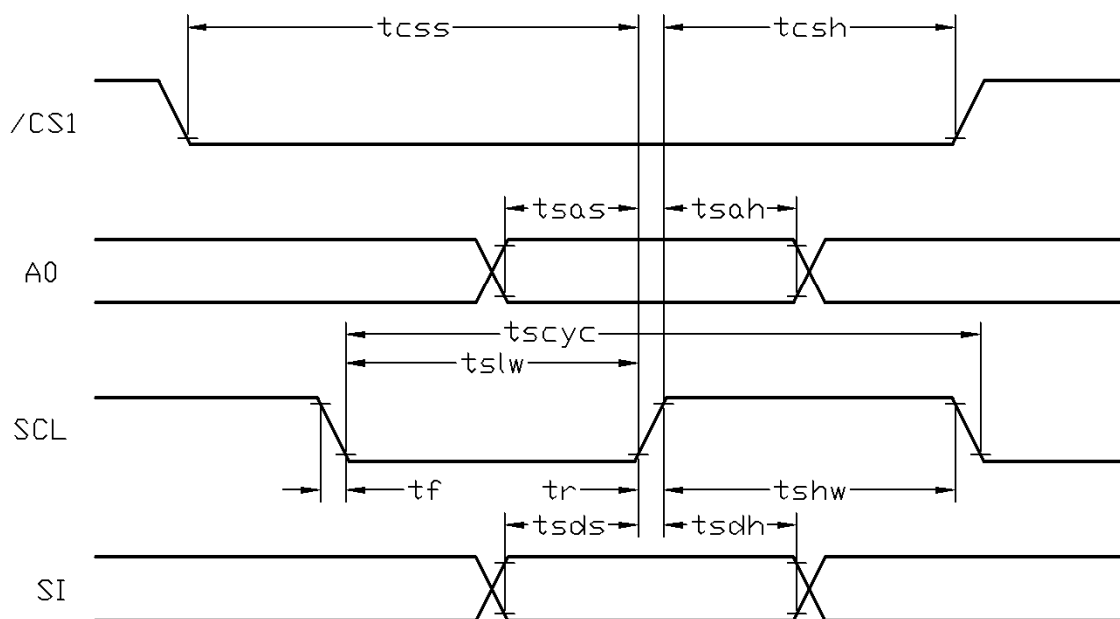 tcss tcsh
/CS1
tsas tsah
A0
tscyc
tslw
SCL
tf tr tshw
tsds tsdh
SI